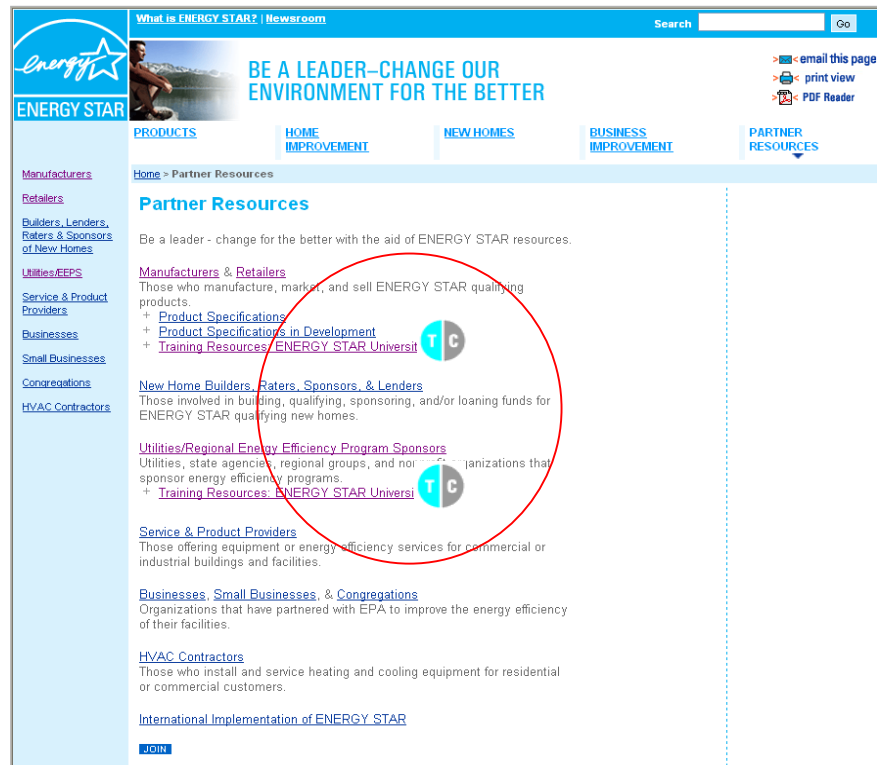 What is ENERGY STAR? | Newsroom
Search
Go
energy
ENERGY STAR
BE A LEADER–CHANGE OUR
ENVIRONMENT FOR THE BETTER
>< email this page
>< print view
>< PDF Reader
PRODUCTS
HOME
IMPROVEMENT
NEW HOMES
BUSINESS
IMPROVEMENT
PARTNER
RESOURCES
Manufacturers
Retailers
Builders, Lenders,
Raters & Sponsors
of New Homes
Utilities/EEPS
Service & Product
Providers
Businesses
Small Businesses
Congregations
HVAC Contractors
Home > Partner Resources
Partner Resources
Be a leader - change for the better with the aid of ENERGY STAR resources.
Manufacturers & Retailers
Those who manufacture, market, and sell ENERGY STAR qualifying
products.
+ Product Specifications
+ Product Specifications in Development
+ Training Resources: ENERGY STAR Universit
TC
New Home Builders, Raters, Sponsors, & Lenders
Those involved in building, qualifying, sponsoring, and/or loaning funds for
ENERGY STAR qualifying new homes.
Utilities/Regional Energy Efficiency Program Sponsors
Utilities, state agencies, regional groups, and organizations that
sponsor energy efficiency programs.
+ Training Resources: ENERGY STAR Universi
TC
Service & Product Providers
Those offering equipment or energy efficiency services for commercial or
industrial buildings and facilities.
Businesses, Small Businesses, & Congregations
Organizations that have partnered with EPA to improve the energy efficiency
of their facilities.
HVAC Contractors
Those who install and service heating and cooling equipment for residential
or commercial customers.
International Implementation of ENERGY STAR
JOIN